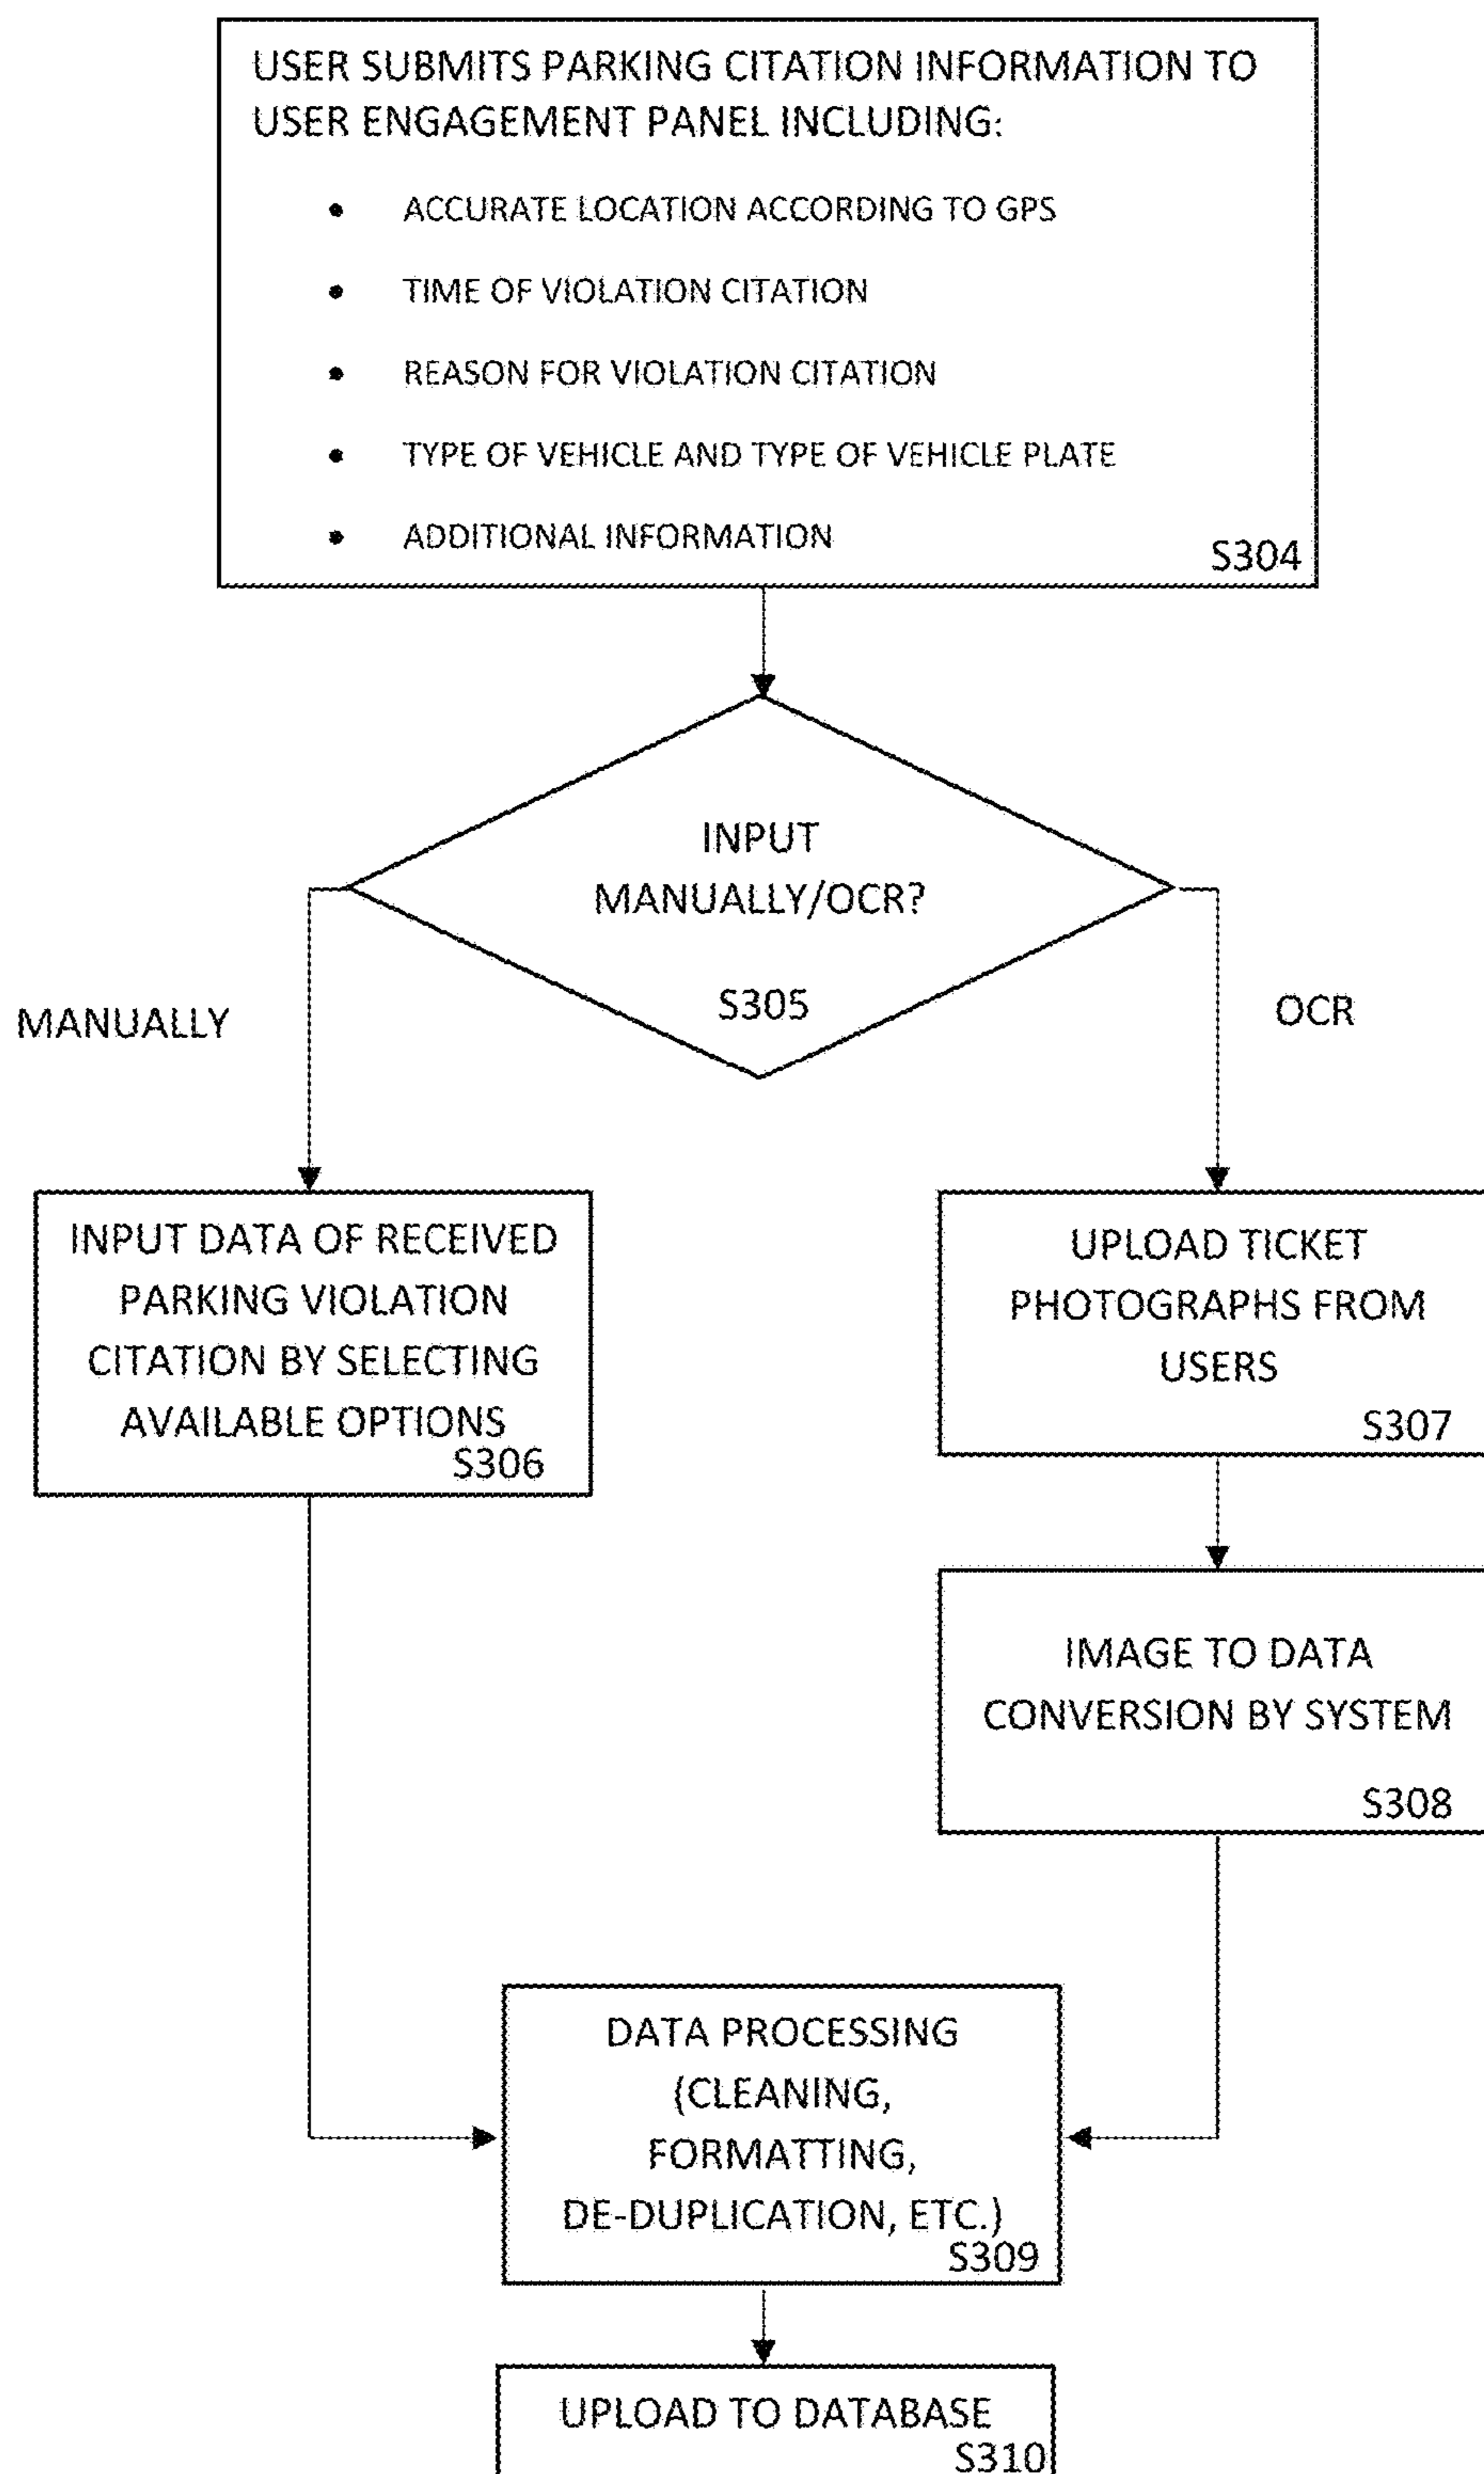 USER SUBMITS PARKING CITATION INFORMATION TO
USER ENGAGEMENT PANEL INCLUDING:
• ACCURATE LOCATION ACCORDING TO GPS
• TIME OF VIOLATION CITATION
• REASON FOR VIOLATION CITATION
• TYPE OF VEHICLE AND TYPE OF VEHICLE PLATE
• ADDITIONAL INFORMATION
S304
INPUT
MANUALLY/OCR?
S305
MANUALLY
OCR
INPUT DATA OF RECEIVED
PARKING VIOLATION
CITATION BY SELECTING
AVAILABLE OPTIONS
S306
UPLOAD TICKET
PHOTOGRAPHS FROM
USERS
S307
IMAGE TO DATA
CONVERSION BY SYSTEM
S308
DATA PROCESSING
(CLEANING,
FORMATTING,
DE-DUPLICATION, ETC.)
S309
UPLOAD TO DATABASE
S310